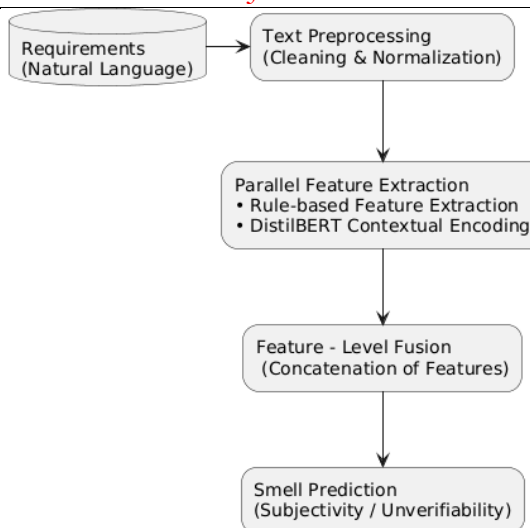 Requirements
(Natural Language)
Text Preprocessing
(Cleaning & Normalization)
Parallel Feature Extraction
• Rule-based Feature Extraction
• DistilBERT Contextual Encoding
Feature - Level Fusion
(Concatenation of Features)
Smell Prediction
(Subjectivity / Unverifiability)